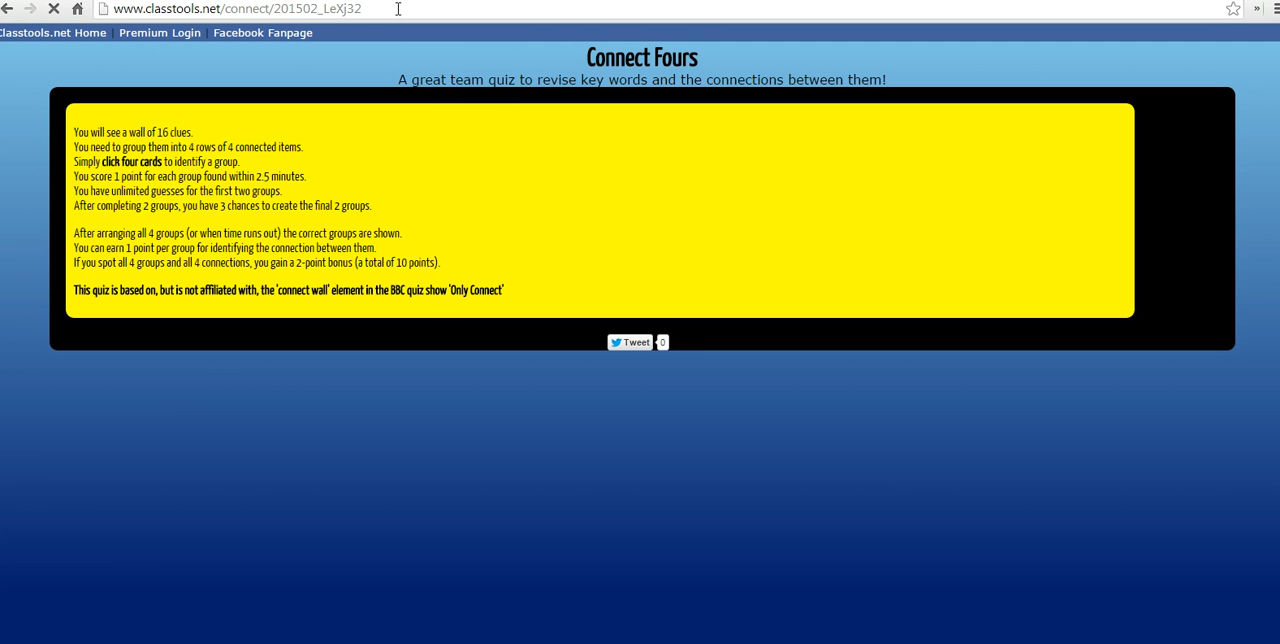 www.classtools.net/connect/201502_LeXj32
Classtools.net Home | Premium Login | Facebook Fanpage
Connect Fours
A great team quiz to revise key words and the connections between them!
You will see a wall of 16 clues.
You need to group them into 4 rows of 4 connected items.
Simply click four cards to identify a group.
You score 1 point for each group found within 2.5 minutes.
You have unlimited guesses for the first two groups.
After completing 2 groups, you have 3 chances to create the final 2 groups.
After arranging all 4 groups (or when time runs out) the correct groups are shown.
You can earn 1 point per group for identifying the connection between them.
If you spot all 4 groups and all 4 connections, you gain a 2-point bonus (a total of 10 points).
This quiz is based on, but is not affiliated with, the 'connect wall' element in the BBC quiz show 'Only Connect'
Tweet 0